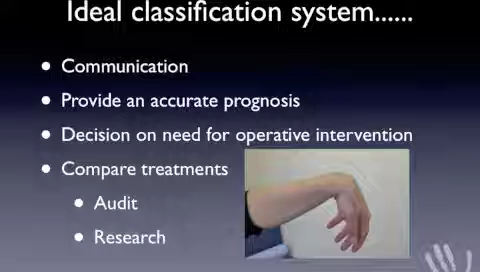 Ideal classification system......
Communication
Provide an accurate prognosis
Decision on need for operative intervention
Compare treatments
Audit
Research